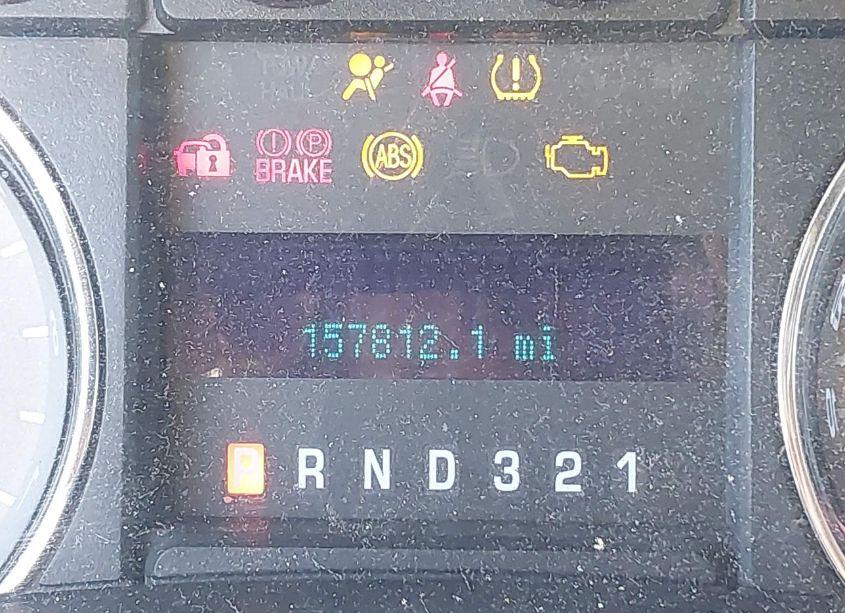 ! P
BRAKE
ABS
!
157812.1 mi
P R N D 3 2 1